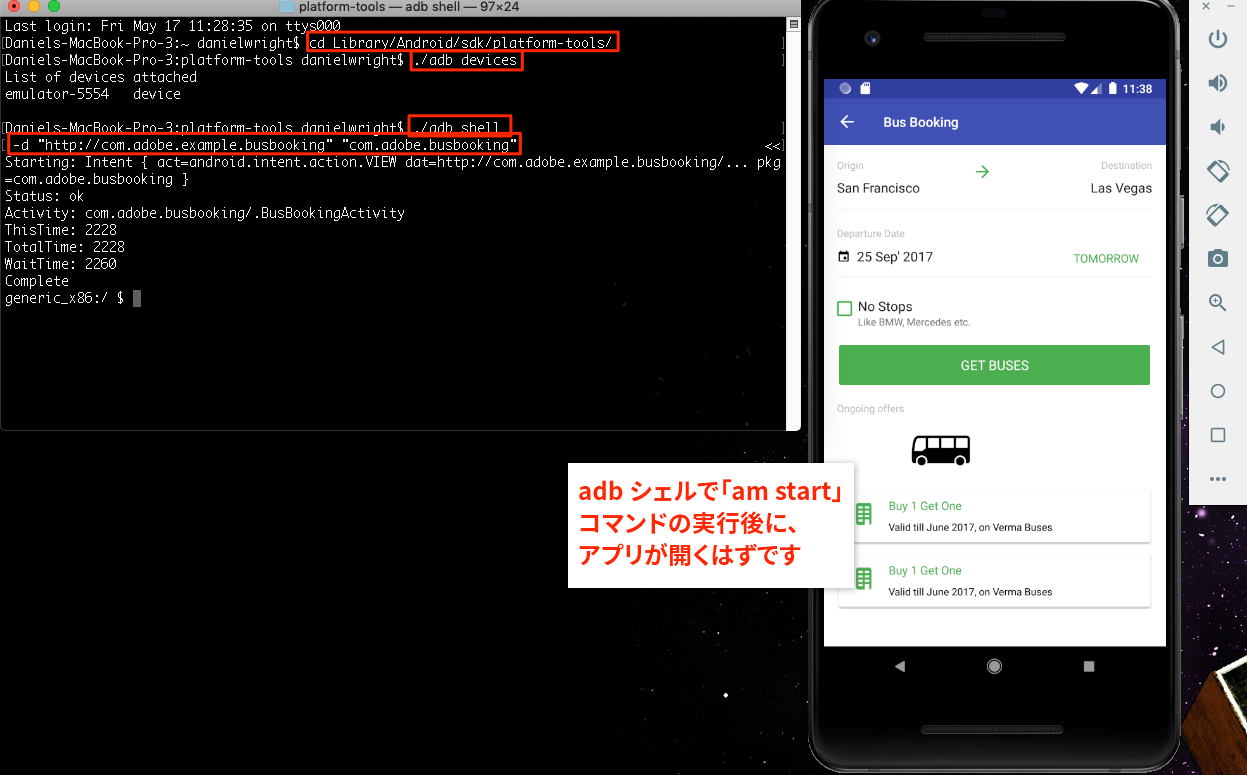 platform-tools — adb shell — 97×24
Last login: Fri May 17 11:28:35 on ttys000
[Daniels-MacBook-Pro-3:~ danielwright$ cd Library/Android/sdk/platform-tools/ ]
[Daniels-MacBook-Pro-3:platform-tools danielwright$ ./adb devices ]
List of devices attached
emulator-5554 device
[Daniels-MacBook-Pro-3:platform-tools danielwright$ ./adb shell ]
[ -d "http://com.adobe.example.busbooking" "com.adobe.busbooking" <<]
Starting: Intent { act=android.intent.action.VIEW dat=http://com.adobe.example.busbooking/... pkg
=com.adobe.busbooking }
Status: ok
Activity: com.adobe.busbooking/.BusBookingActivity
ThisTime: 2228
TotalTime: 2228
WaitTime: 2260
Complete
generic_x86:/ $
11:38
Bus Booking
Origin Destination
San Francisco Las Vegas
Departure Date
25 Sep' 2017 TOMORROW
No Stops
Like BMW, Mercedes etc.
GET BUSES
Ongoing offers
Buy 1 Get One
Valid till June 2017, on Verma Buses
Buy 1 Get One
Valid till June 2017, on Verma Buses
adb シェルで「am start」
コマンドの実行後に、
アプリが開くはずです